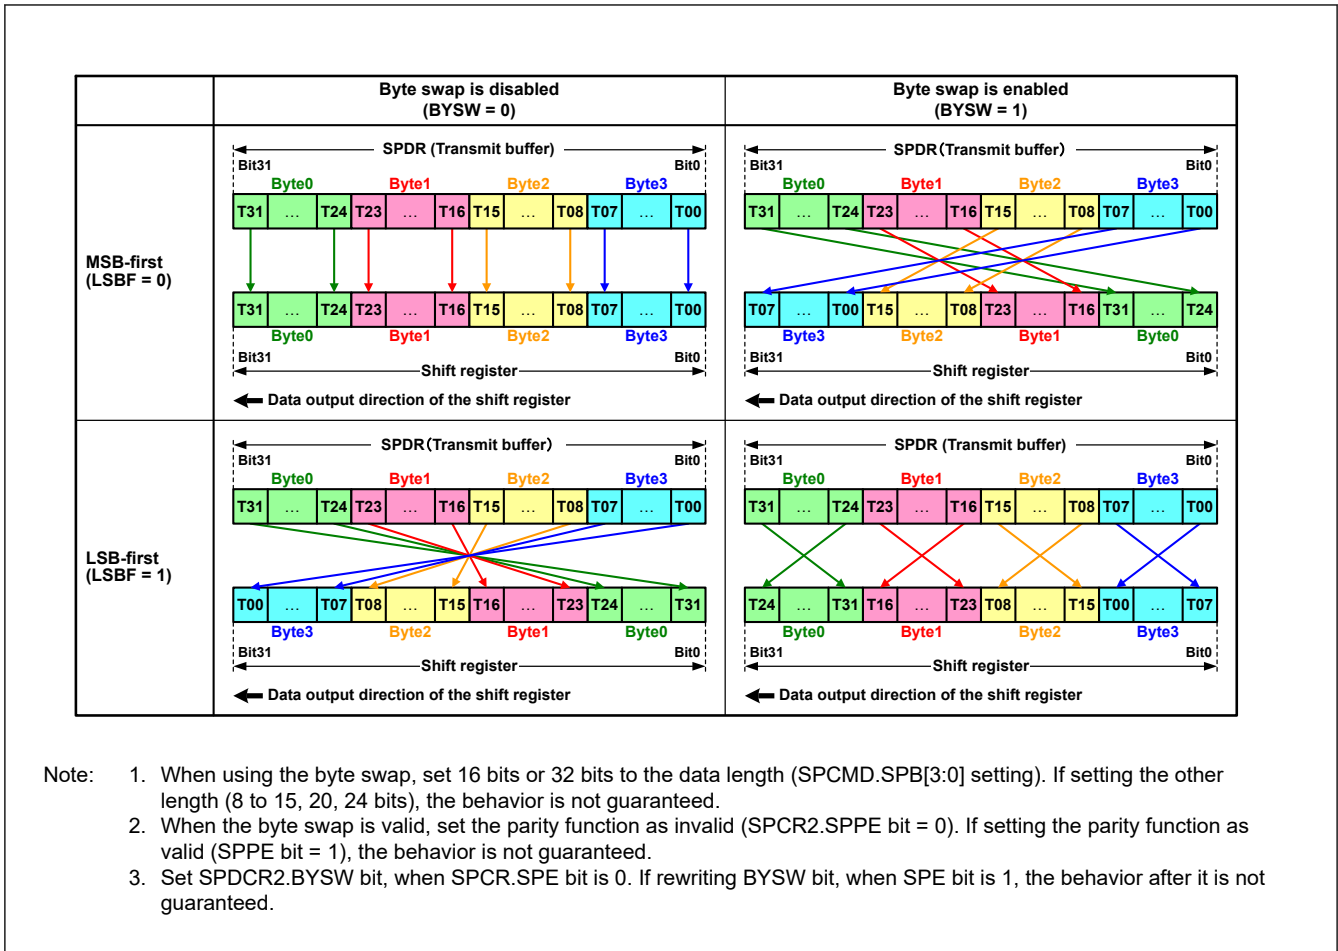 Byte swap is disabled
(BYSW = 0)
Byte swap is enabled
(BYSW = 1)
MSB-first
(LSBF = 0)
SPDR (Transmit buffer)
Bit31 Bit0
Byte0 Byte1 Byte2 Byte3
T31 ... T24 T23 ... T16 T15 ... T08 T07 ... T00
T31 ... T24 T23 ... T16 T15 ... T08 T07 ... T00
Byte0 Byte1 Byte2 Byte3
Bit31 Bit0
Shift register
Data output direction of the shift register
SPDR(Transmit buffer)
Bit31 Bit0
Byte0 Byte1 Byte2 Byte3
T31 ... T24 T23 ... T16 T15 ... T08 T07 ... T00
T07 ... T00 T15 ... T08 T23 ... T16 T31 ... T24
Byte3 Byte2 Byte1 Byte0
Bit31 Bit0
Shift register
Data output direction of the shift register
LSB-first
(LSBF = 1)
SPDR(Transmit buffer)
Bit31 Bit0
Byte0 Byte1 Byte2 Byte3
T31 ... T24 T23 ... T16 T15 ... T08 T07 ... T00
T00 ... T07 T08 ... T15 T16 ... T23 T24 ... T31
Byte3 Byte2 Byte1 Byte0
Bit31 Bit0
Shift register
Data output direction of the shift register
SPDR (Transmit buffer)
Bit31 Bit0
Byte0 Byte1 Byte2 Byte3
T31 ... T24 T23 ... T16 T15 ... T08 T07 ... T00
T24 ... T31 T16 ... T23 T08 ... T15 T00 ... T07
Byte0 Byte1 Byte2 Byte3
Bit31 Bit0
Shift register
Data output direction of the shift register
Note: 1. When using the byte swap, set 16 bits or 32 bits to the data length (SPCMD.SPB[3:0] setting). If setting the other
length (8 to 15, 20, 24 bits), the behavior is not guaranteed.
2. When the byte swap is valid, set the parity function as invalid (SPCR2.SPPE bit = 0). If setting the parity function as
valid (SPPE bit = 1), the behavior is not guaranteed.
3. Set SPDCR2.BYSW bit, when SPCR.SPE bit is 0. If rewriting BYSW bit, when SPE bit is 1, the behavior after it is not
guaranteed.